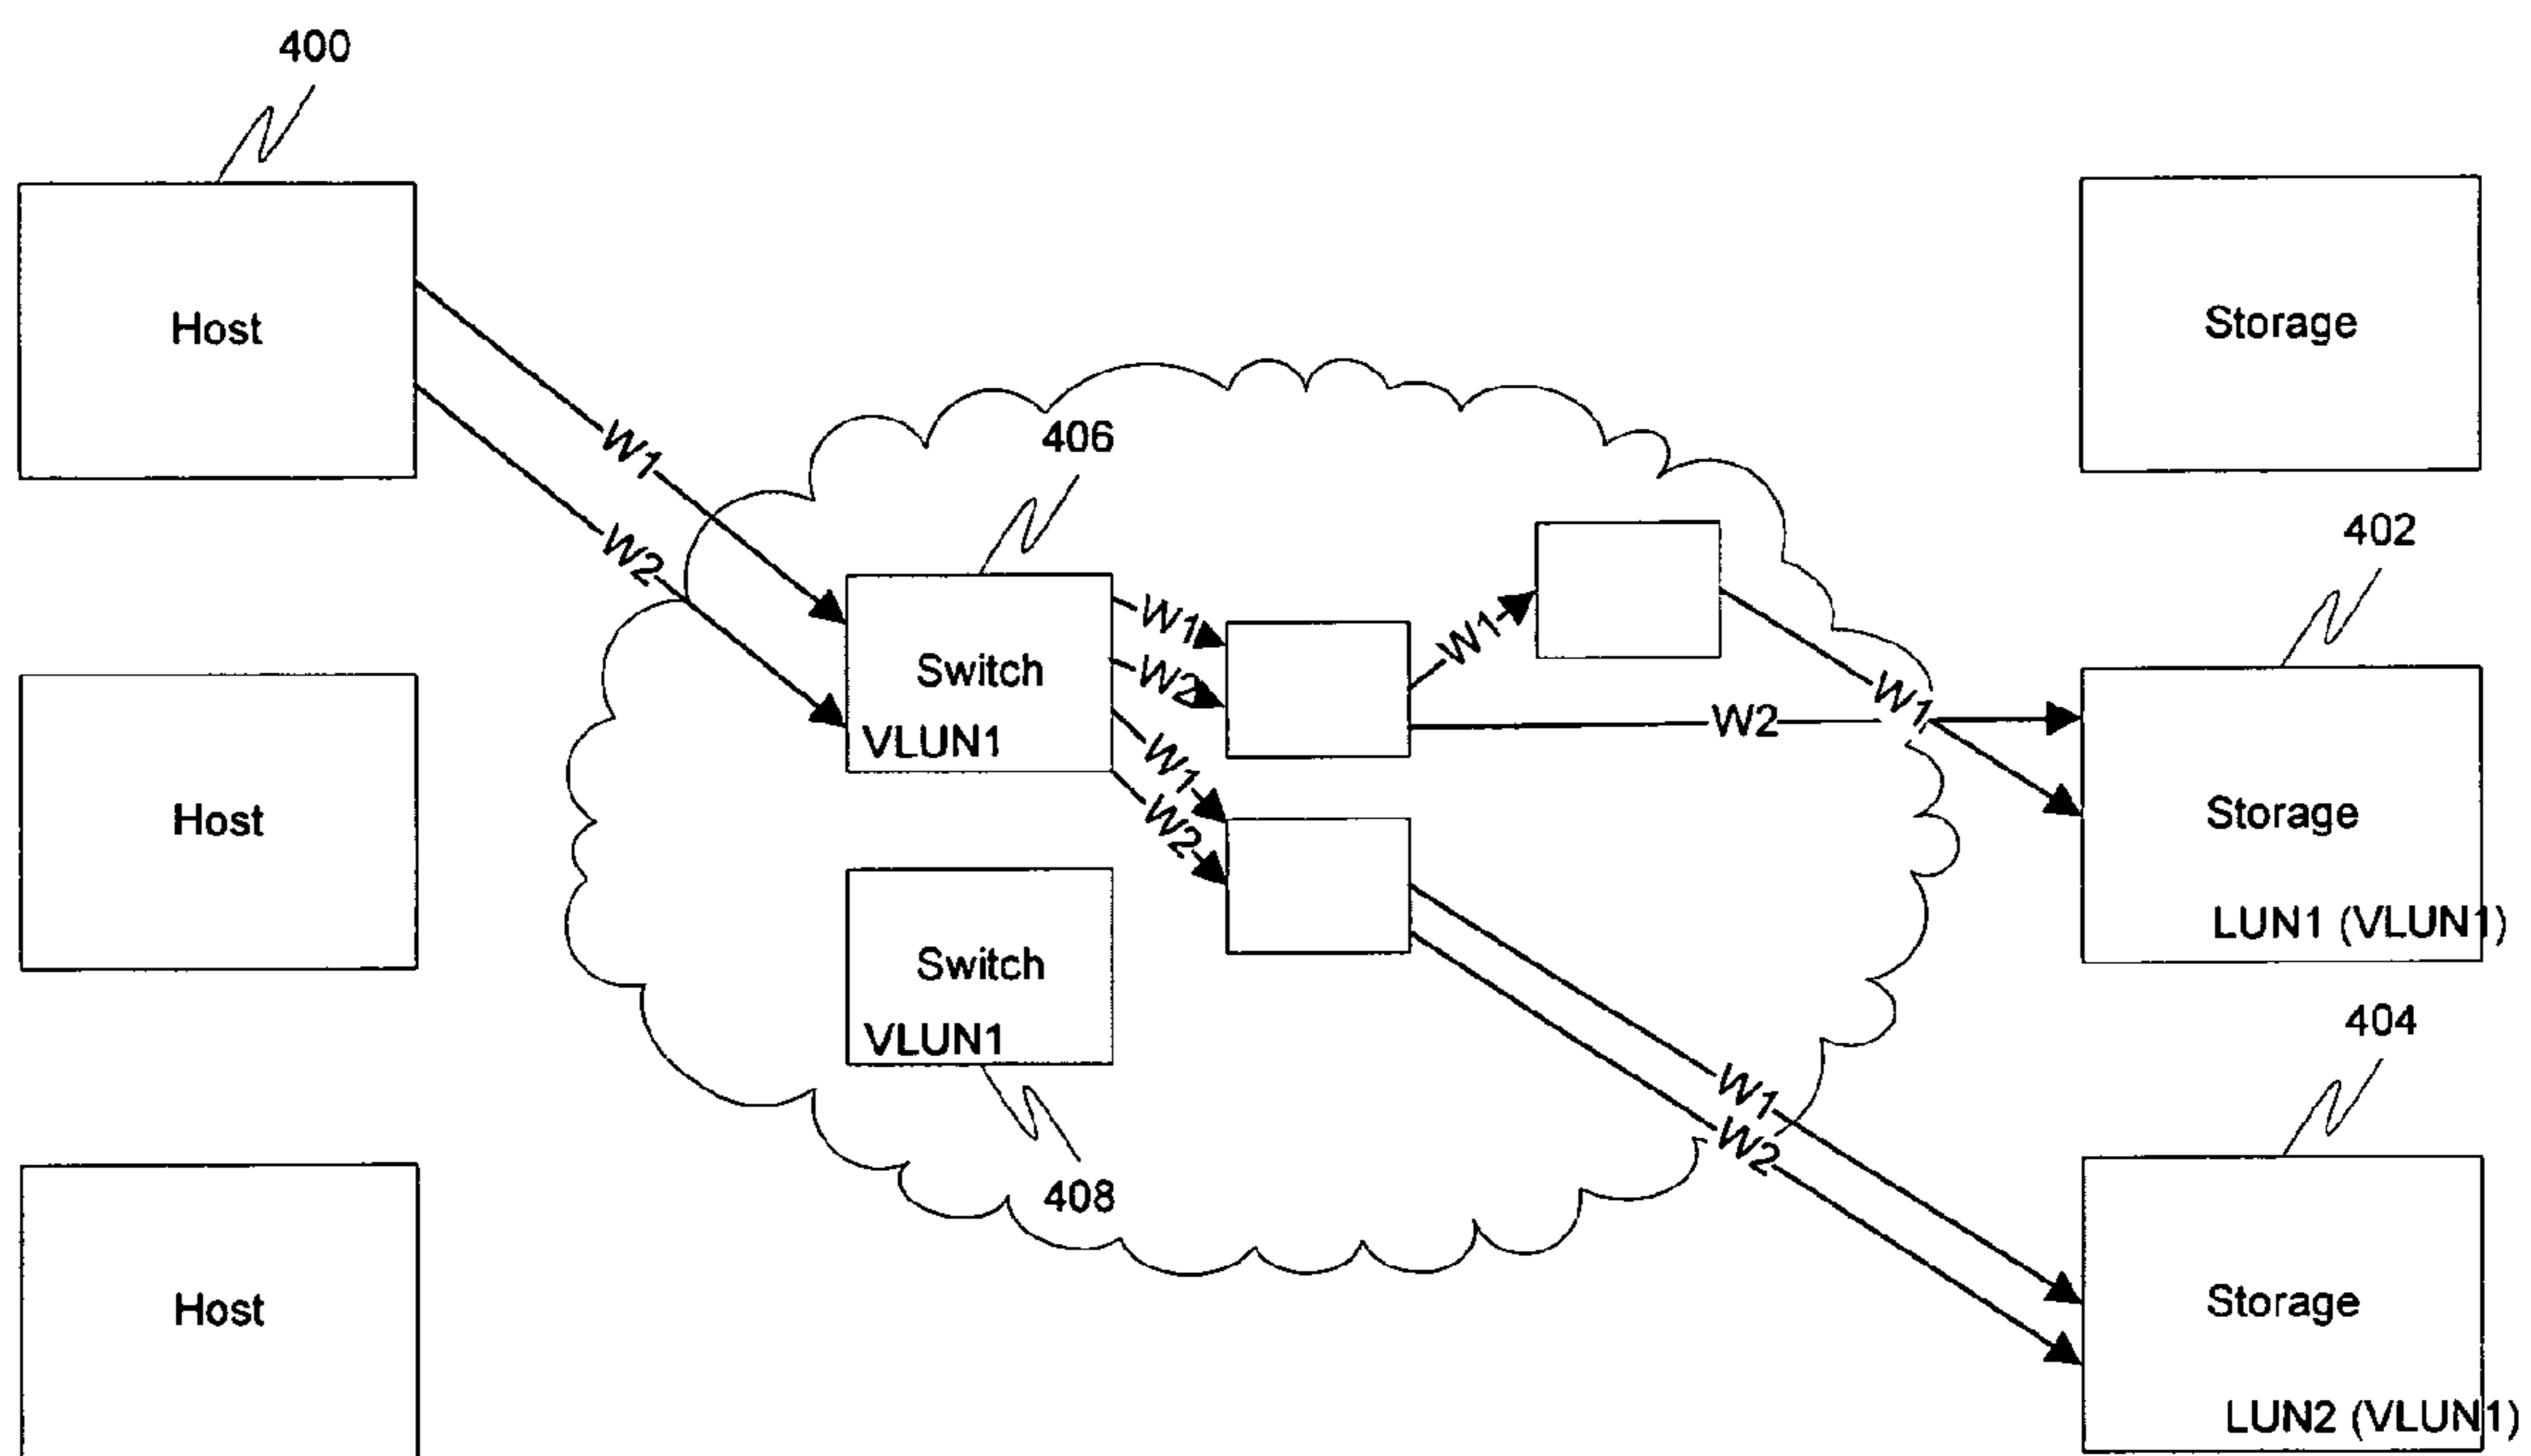 400
Host
Storage
406
W1
402
W2
W1
W1
Switch
W2
W1
W2
VLUN1
W1
Host
Storage
W2
LUN1 (VLUN1)
Switch
404
VLUN1
W1
W2
408
Host
Storage
LUN2 (VLUN1)